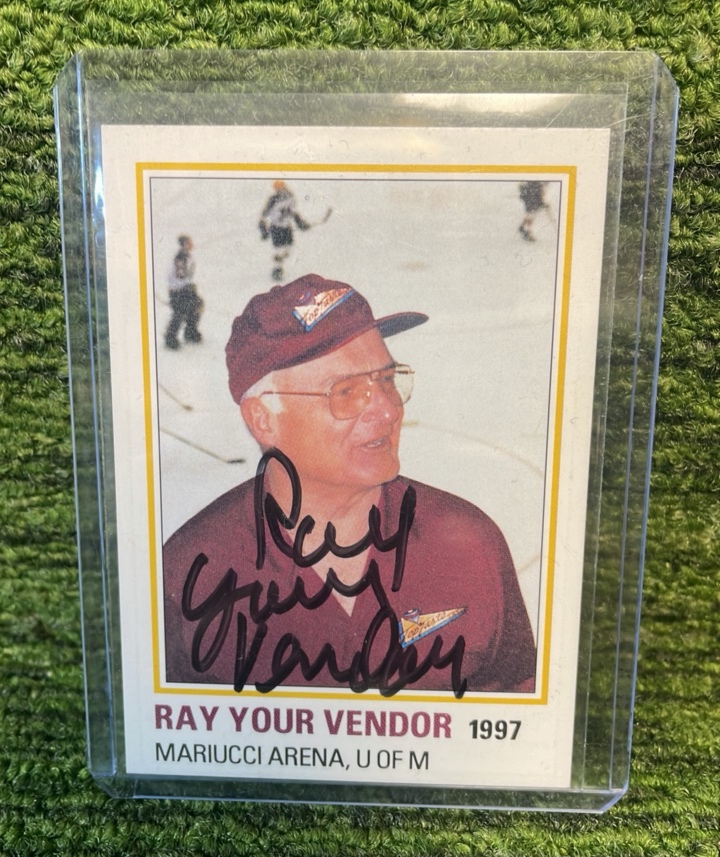 Ray
Your
Vendor
RAY YOUR VENDOR 1997
MARIUCCI ARENA, U OF M